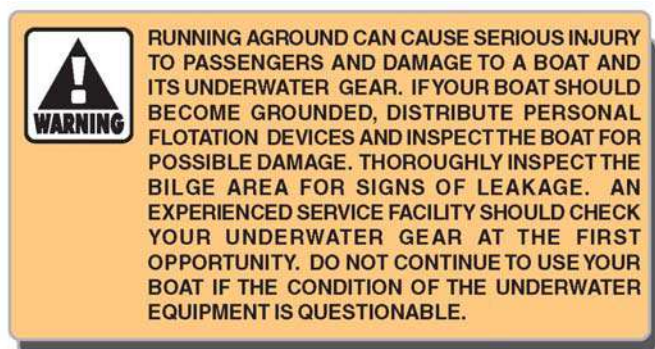 WARNING
RUNNING AGROUND CAN CAUSE SERIOUS INJURY
TO PASSENGERS AND DAMAGE TO A BOAT AND
ITS UNDERWATER GEAR. IF YOUR BOAT SHOULD
BECOME GROUNDED, DISTRIBUTE PERSONAL
FLOTATION DEVICES AND INSPECT THE BOAT FOR
POSSIBLE DAMAGE. THOROUGHLY INSPECT THE
BILGE AREA FOR SIGNS OF LEAKAGE. AN
EXPERIENCED SERVICE FACILITY SHOULD CHECK
YOUR UNDERWATER GEAR AT THE FIRST
OPPORTUNITY. DO NOT CONTINUE TO USE YOUR
BOAT IF THE CONDITION OF THE UNDERWATER
EQUIPMENT IS QUESTIONABLE.